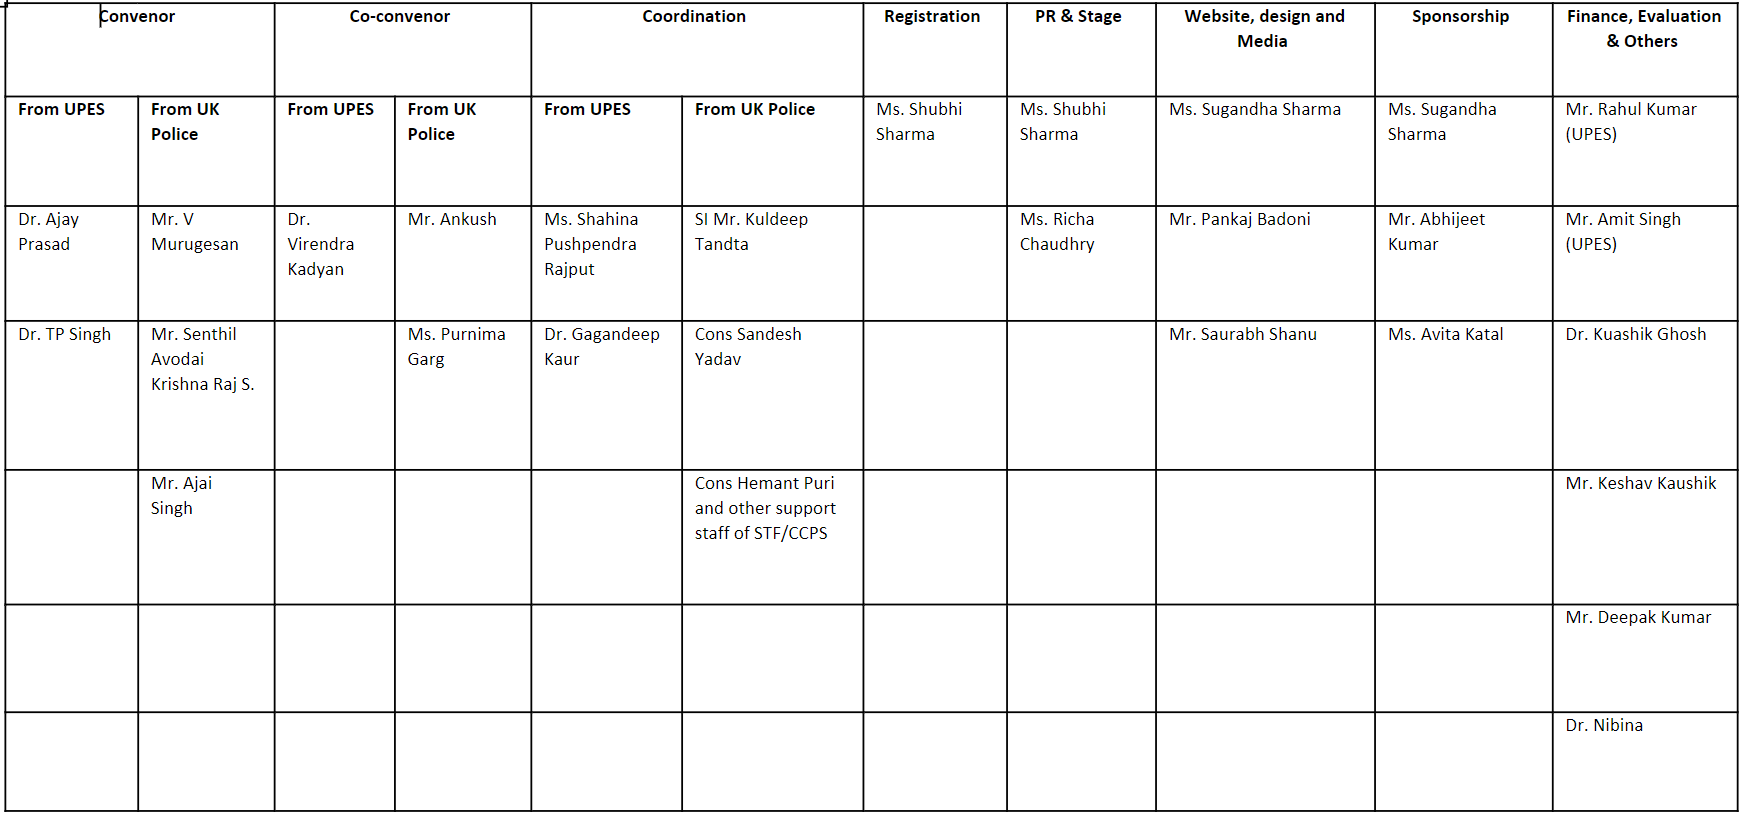 Convenor
Co-convenor
Coordination
Registration
PR & Stage
Website, design and
Media
Sponsorship
Finance, Evaluation
& Others
From UPES
From UK
Police
From UPES
From UK
Police
From UPES
From UK Police
Ms. Shubhi
Sharma
Ms. Shubhi
Sharma
Ms. Sugandha Sharma
Ms. Sugandha
Sharma
Mr. Rahul Kumar
(UPES)
Dr. Ajay
Prasad
Mr. V
Murugesan
Dr.
Virendra
Kadyan
Mr. Ankush
Ms. Shahina
Pushpendra
Rajput
SI Mr. Kuldeep
Tandta
Ms. Richa
Chaudhry
Mr. Pankaj Badoni
Mr. Abhijeet
Kumar
Mr. Amit Singh
(UPES)
Dr. TP Singh
Mr. Senthil
Avodai
Krishna Raj S.
Ms. Purnima
Garg
Dr. Gagandeep
Kaur
Cons Sandesh
Yadav
Mr. Saurabh Shanu
Ms. Avita Katal
Dr. Kuashik Ghosh
Mr. Ajai
Singh
Cons Hemant Puri
and other support
staff of STF/CCPS
Mr. Keshav Kaushik
Mr. Deepak Kumar
Dr. Nibina